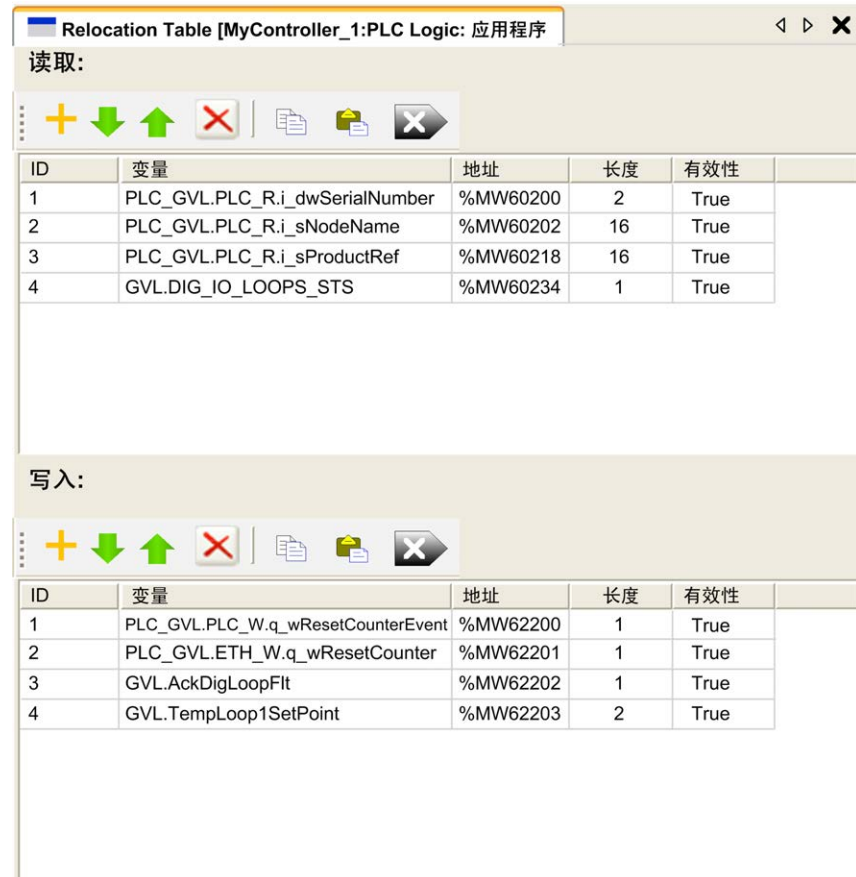 Relocation Table [MyController_1:PLC Logic: 应用程序
读取:
ID 变量 地址 长度 有效性
1 PLC_GVL.PLC_R.i_dwSerialNumber %MW60200 2 True
2 PLC_GVL.PLC_R.i_sNodeName %MW60202 16 True
3 PLC_GVL.PLC_R.i_sProductRef %MW60218 16 True
4 GVL.DIG_IO_LOOPS_STS %MW60234 1 True
写入:
ID 变量 地址 长度 有效性
1 PLC_GVL.PLC_W.q_wResetCounterEvent %MW62200 1 True
2 PLC_GVL.ETH_W.q_wResetCounter %MW62201 1 True
3 GVL.AckDigLoopFlt %MW62202 1 True
4 GVL.TempLoop1SetPoint %MW62203 2 True